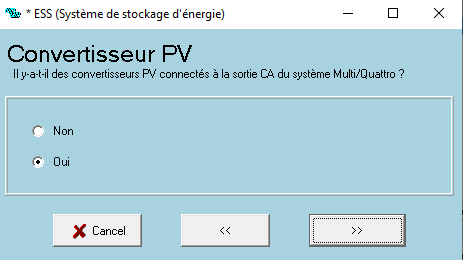 * ESS (Système de stockage d'énergie)
Convertisseur PV
Il y-a-t-il des convertisseurs PV connectés à la sortie CA du système Multi/Quattro ?
Non
Oui
Cancel
<<
>>